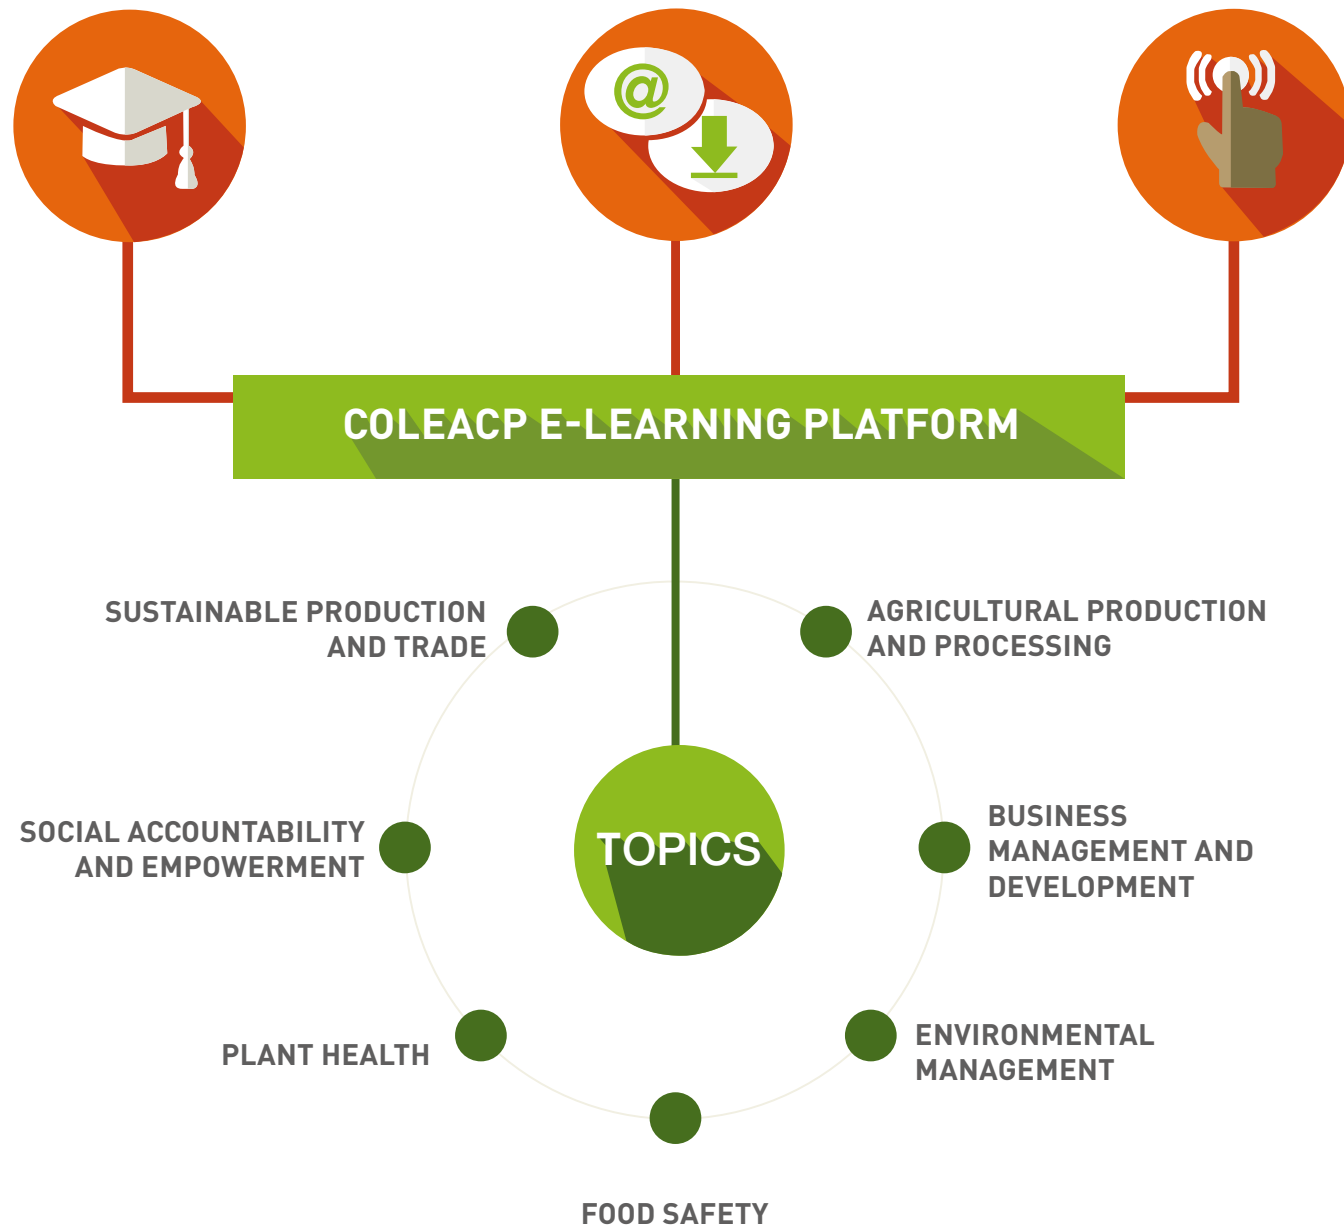 @
COLEACP E-LEARNING PLATFORM
SUSTAINABLE PRODUCTION
AND TRADE
AGRICULTURAL PRODUCTION
AND PROCESSING
SOCIAL ACCOUNTABILITY
AND EMPOWERMENT
TOPICS
BUSINESS
MANAGEMENT AND
DEVELOPMENT
PLANT HEALTH
ENVIRONMENTAL
MANAGEMENT
FOOD SAFETY